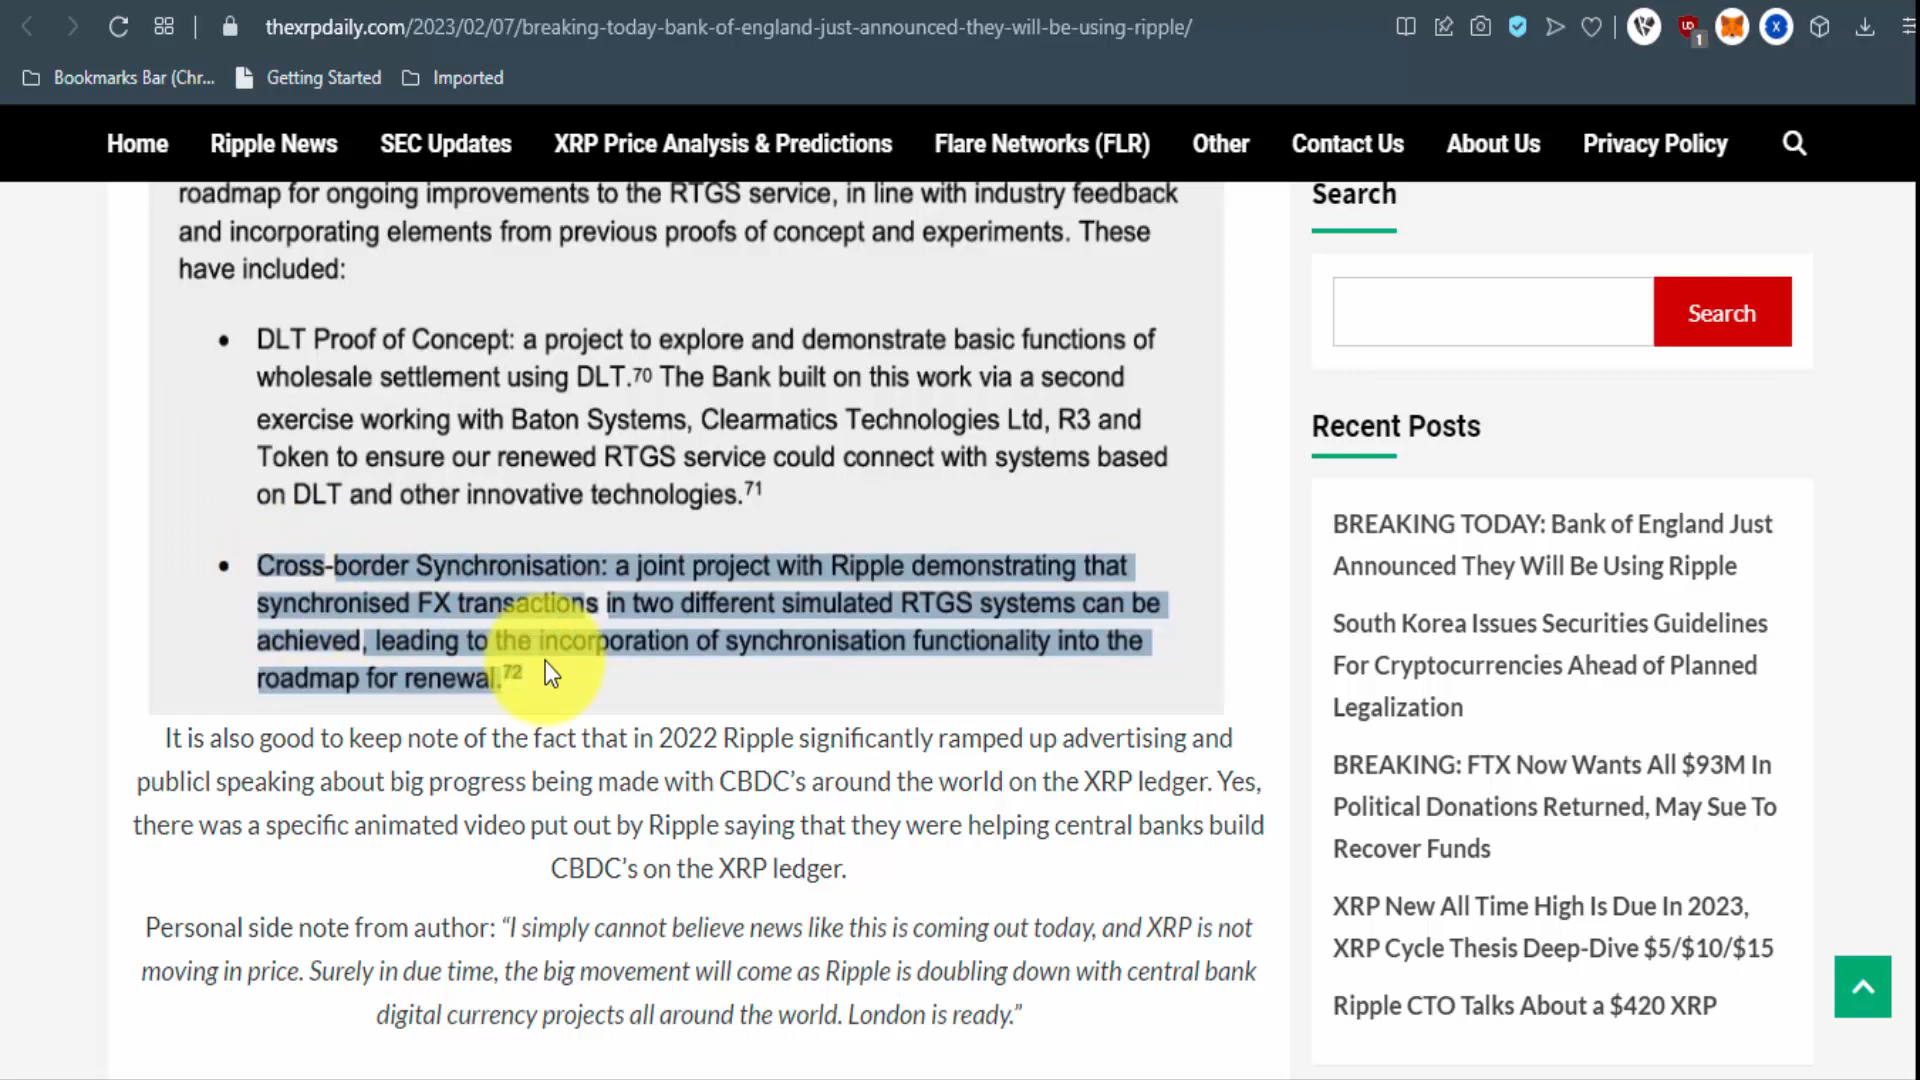 thexrpdaily.com/2023/02/07/breaking-today-bank-of-england-just-announced-they-will-be-using-ripple/
UD
1
X
Bookmarks Bar (Chr... Getting Started Imported
Home Ripple News SEC Updates XRP Price Analysis & Predictions Flare Networks (FLR) Other Contact Us About Us Privacy Policy
roadmap for ongoing improvements to the RTGS service, in line with industry feedback
and incorporating elements from previous proofs of concept and experiments. These
have included:
• DLT Proof of Concept: a project to explore and demonstrate basic functions of
wholesale settlement using DLT.70 The Bank built on this work via a second
exercise working with Baton Systems, Clearmatics Technologies Ltd, R3 and
Token to ensure our renewed RTGS service could connect with systems based
on DLT and other innovative technologies.71
• Cross-border Synchronisation: a joint project with Ripple demonstrating that
synchronised FX transactions in two different simulated RTGS systems can be
achieved, leading to the incorporation of synchronisation functionality into the
roadmap for renewal.72
It is also good to keep note of the fact that in 2022 Ripple significantly ramped up advertising and
publicl speaking about big progress being made with CBDC's around the world on the XRP ledger. Yes,
there was a specific animated video put out by Ripple saying that they were helping central banks build
CBDC's on the XRP ledger.
Personal side note from author: “I simply cannot believe news like this is coming out today, and XRP is not
moving in price. Surely in due time, the big movement will come as Ripple is doubling down with central bank
digital currency projects all around the world. London is ready.”
Search
Search
Recent Posts
BREAKING TODAY: Bank of England Just
Announced They Will Be Using Ripple
South Korea Issues Securities Guidelines
For Cryptocurrencies Ahead of Planned
Legalization
BREAKING: FTX Now Wants All $93M In
Political Donations Returned, May Sue To
Recover Funds
XRP New All Time High Is Due In 2023,
XRP Cycle Thesis Deep-Dive $5/$10/$15
Ripple CTO Talks About a $420 XRP